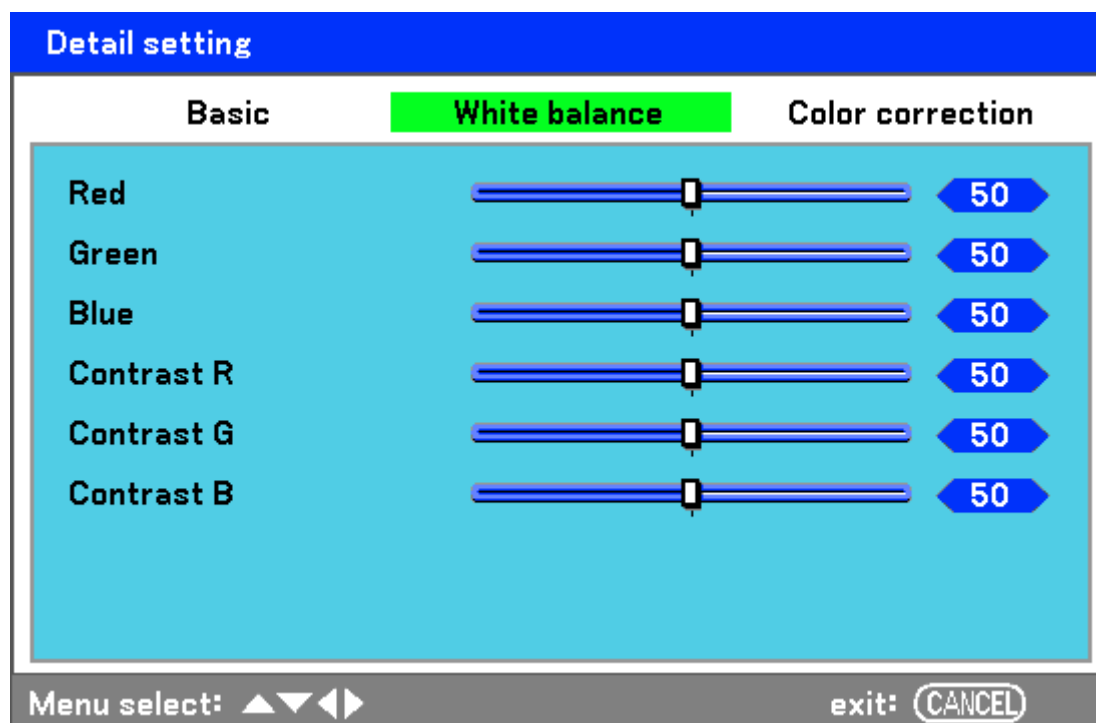 Detail setting
Basic White balance Color correction
Red 50
Green 50
Blue 50
Contrast R 50
Contrast G 50
Contrast B 50
Menu select: ▲▼◀▶ exit: CANCEL